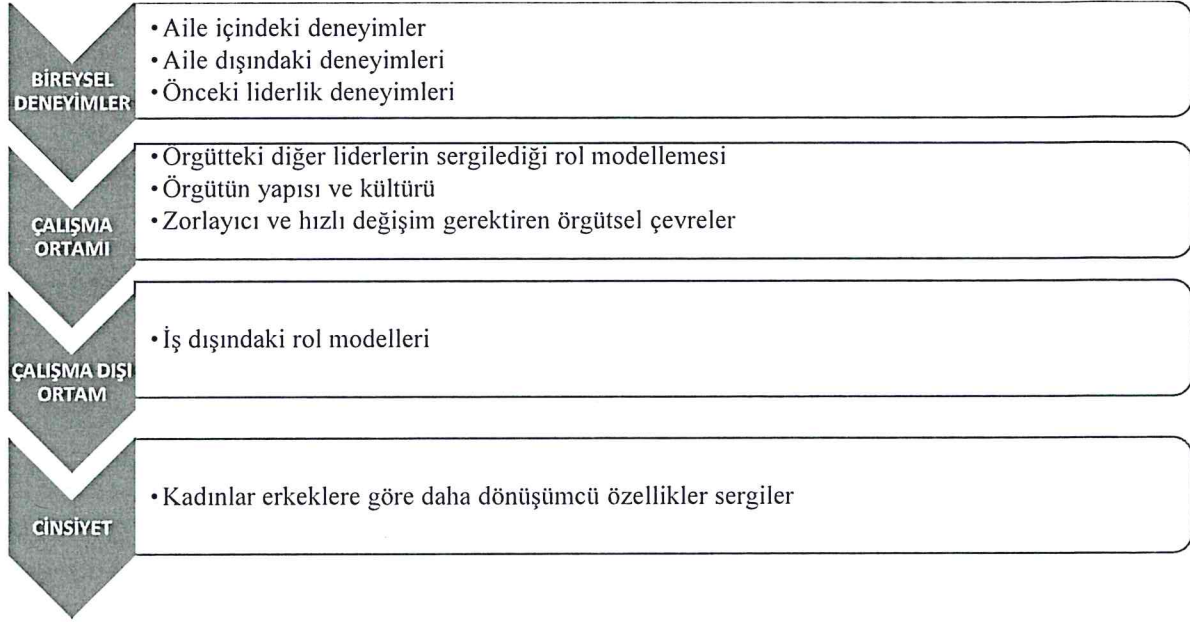 BİREYSEL
DENEYİMLER
• Aile içindeki deneyimler
• Aile dışındaki deneyimleri
• Önceki liderlik deneyimleri
ÇALIŞMA
ORTAMI
• Örgütteki diğer liderlerin sergilediği rol modellemesi
• Örgütün yapısı ve kültürü
• Zorlayıcı ve hızlı değişim gerektiren örgütsel çevreler
ÇALIŞMA DIŞI
ORTAM
• İş dışındaki rol modelleri
CİNSİYET
• Kadınlar erkeklere göre daha dönüşümcü özellikler sergiler